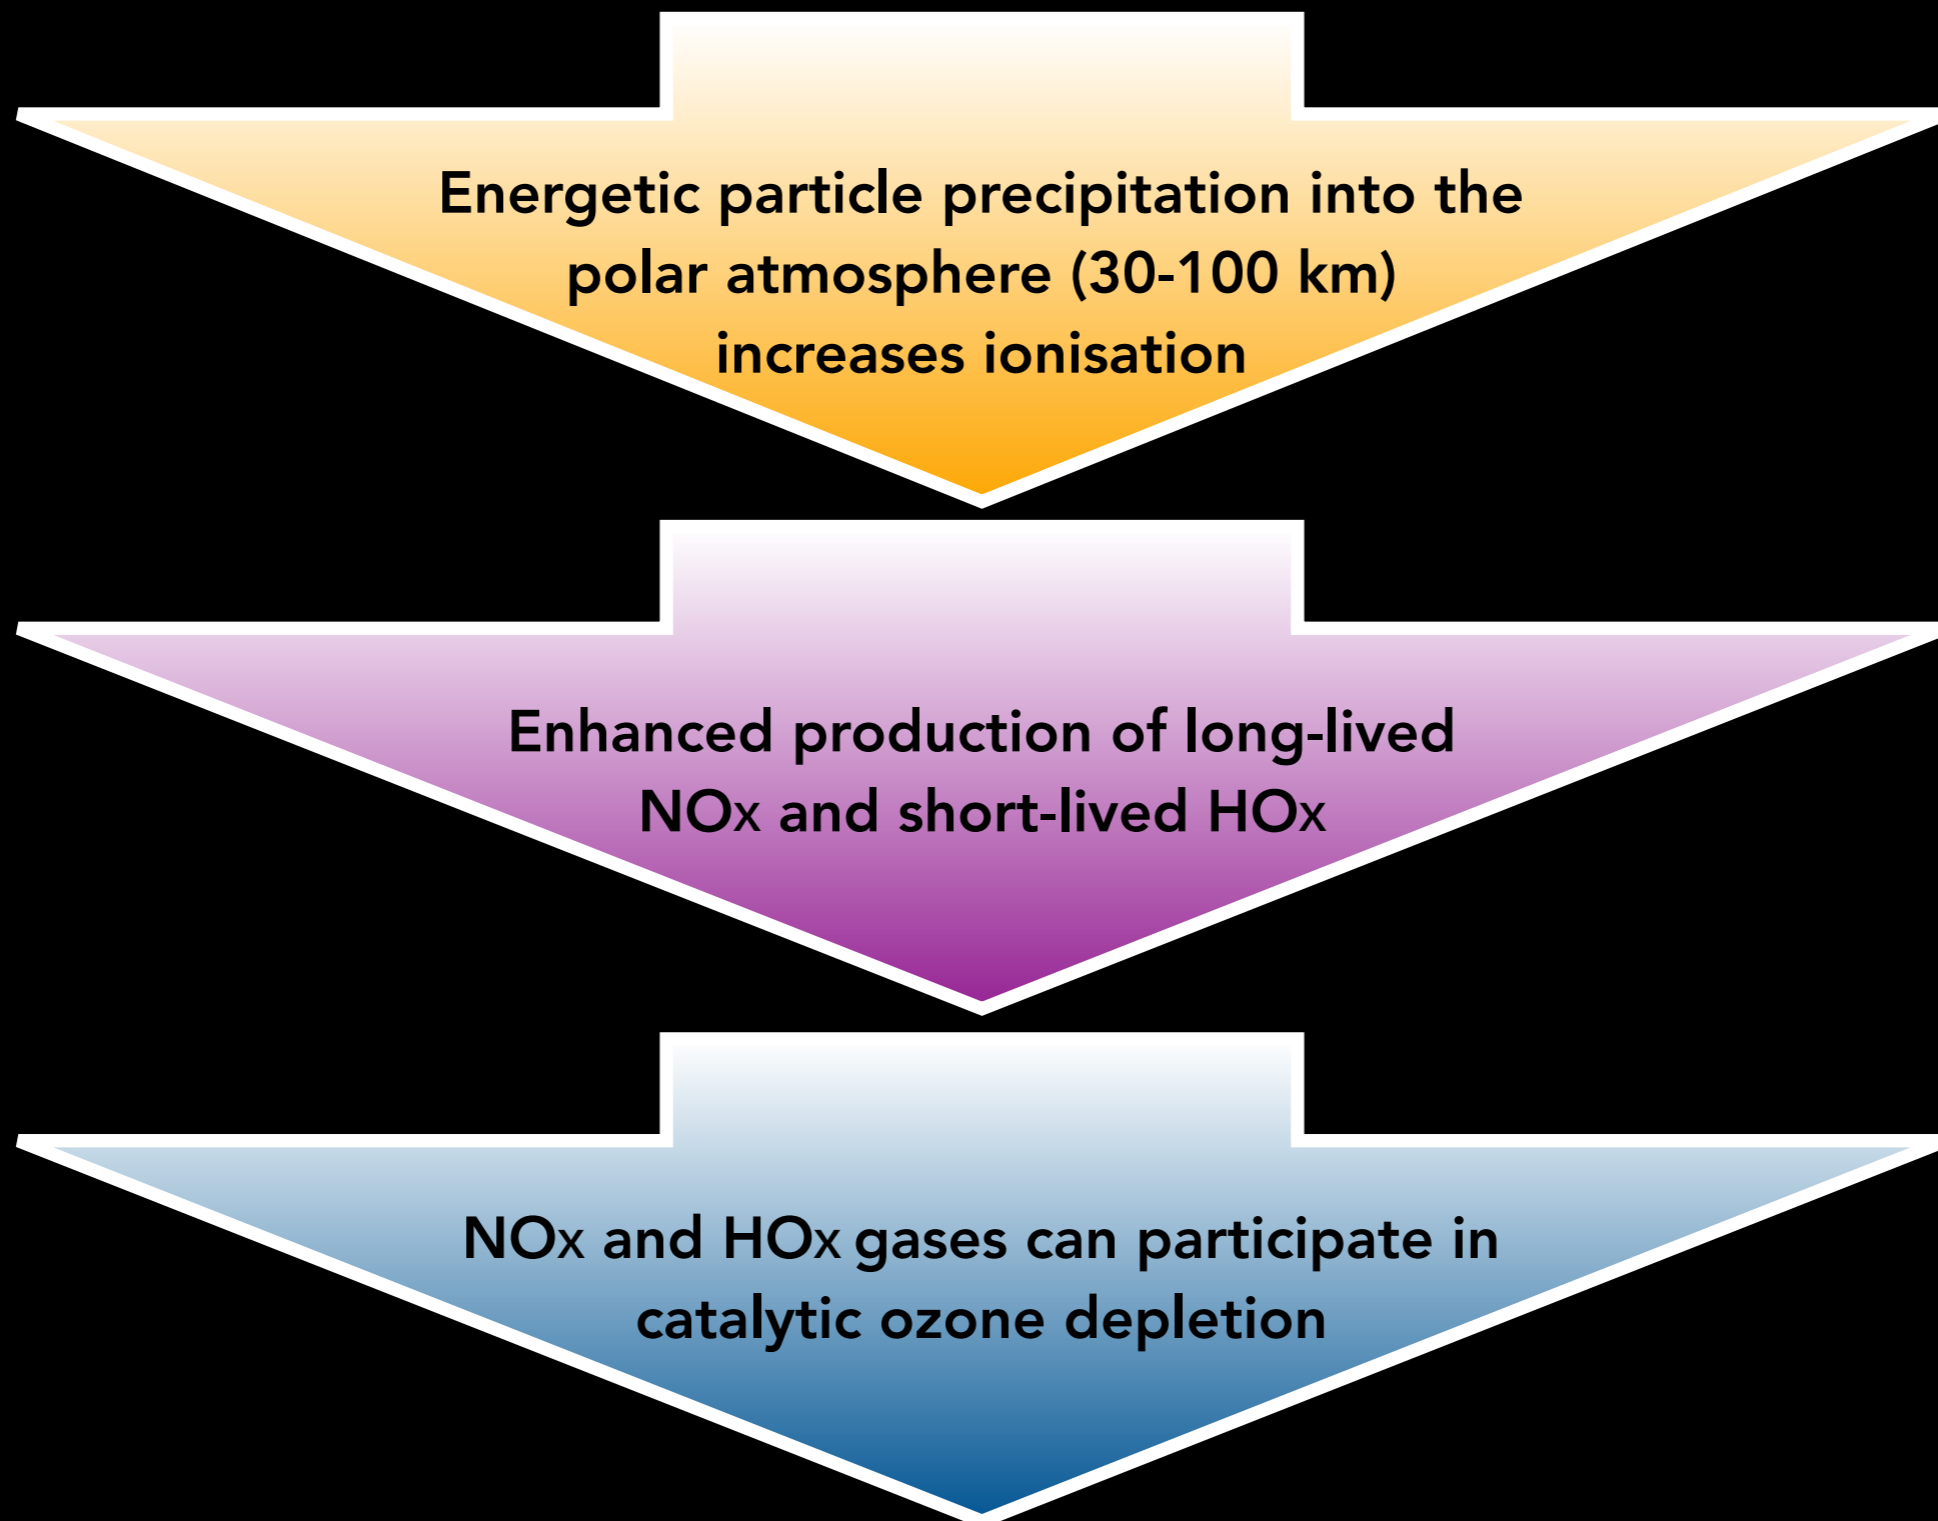 Energetic particle precipitation into the
polar atmosphere (30-100 km)
increases ionisation
Enhanced production of long-lived
NOx and short-lived HOx
NOx and HOx gases can participate in
catalytic ozone depletion